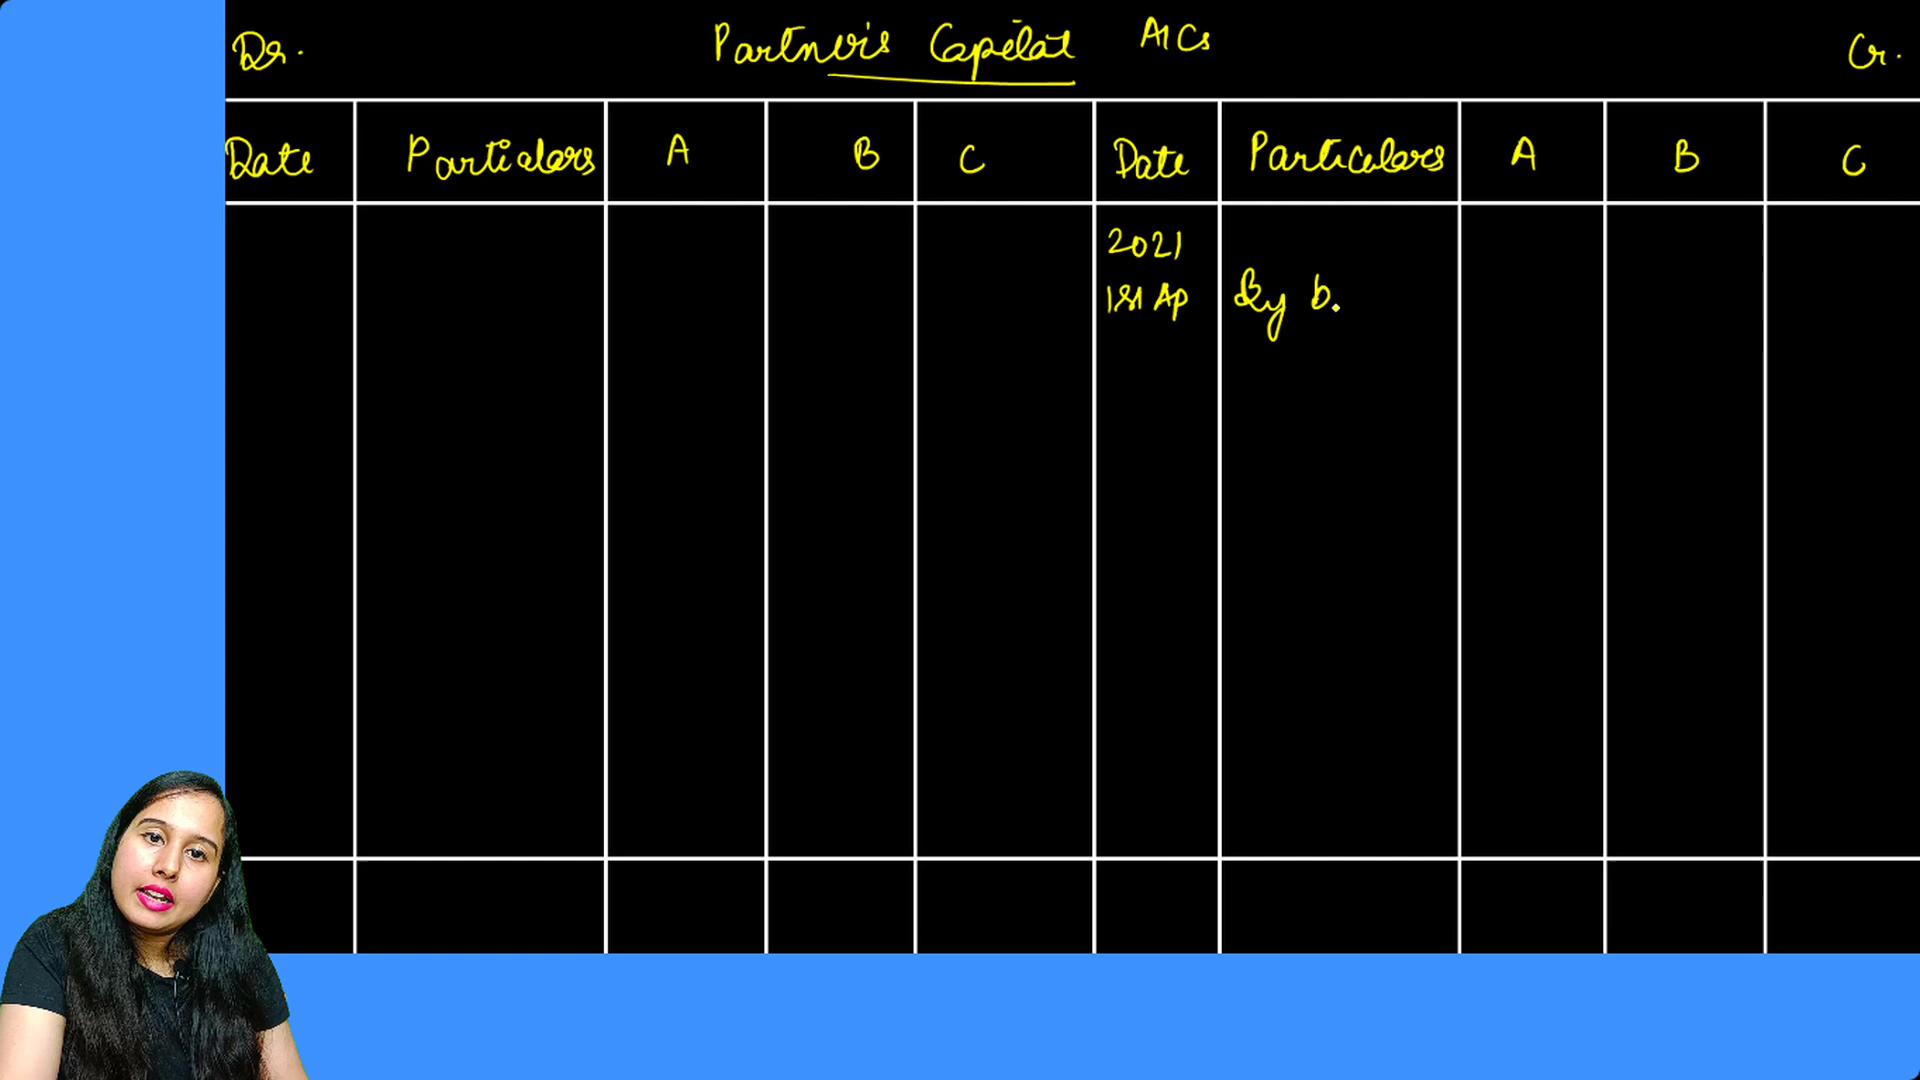 Dr. Partner's Capital A/Cs Cr.
Date Particulars A B C Date Particulars A B C
2021
1st Ap By b.